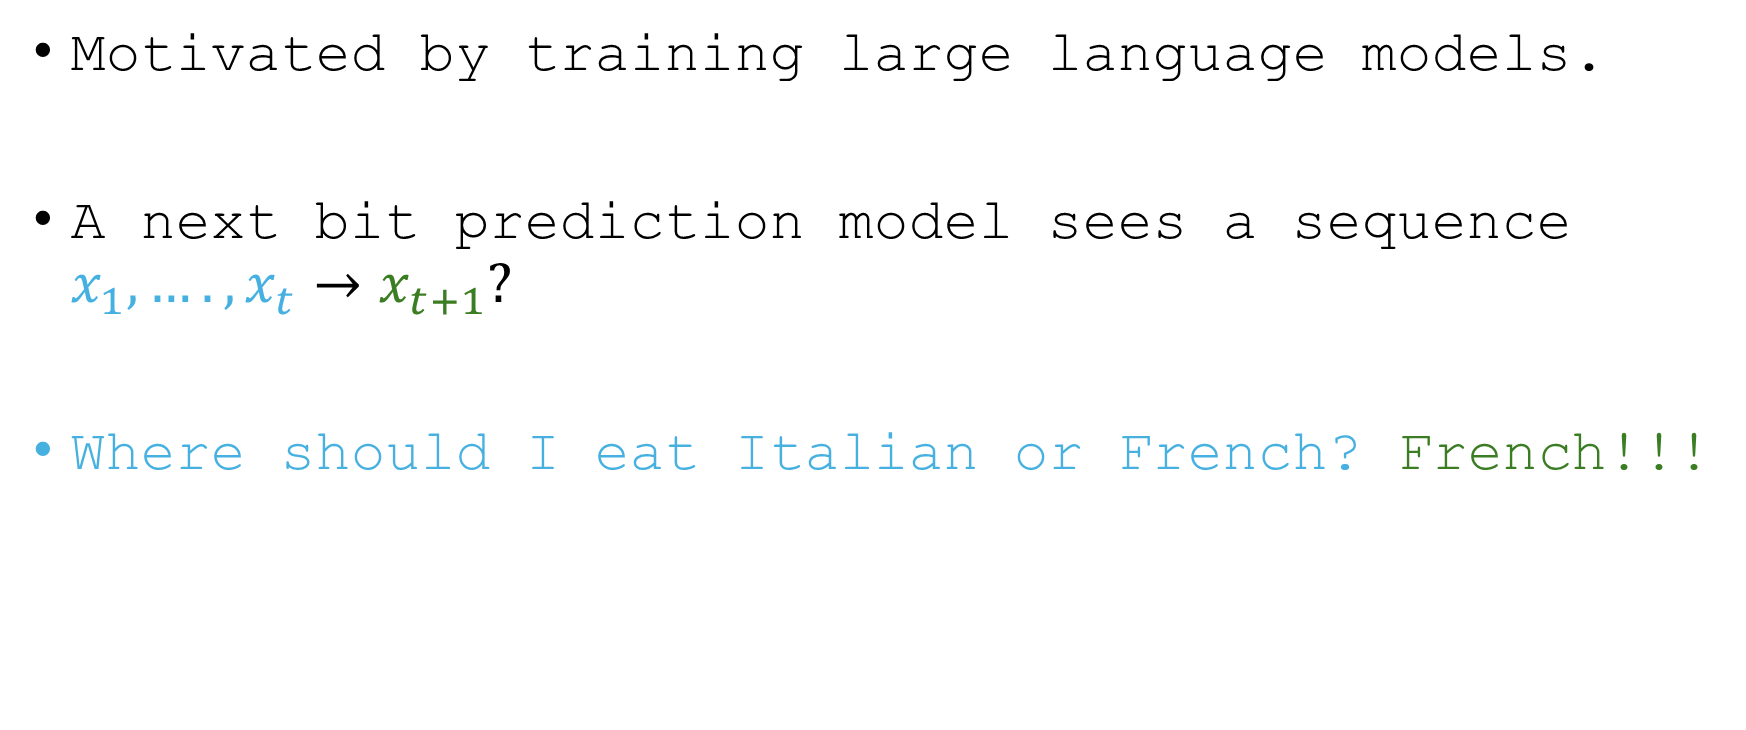 • Motivated by training large language models.
• A next bit prediction model sees a sequence
x₁, … . , xₜ → xₜ₊₁?
• Where should I eat Italian or French? French!!!